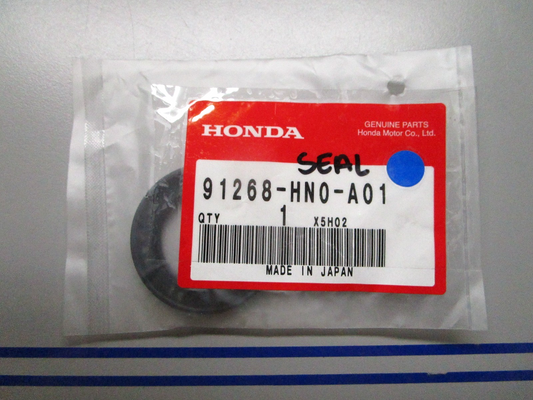 GENUINE PARTS
HONDA Honda Motor Co., Ltd.
SEAL
91268-HN0-A01
QTY 1 X5H02
MADE IN JAPAN